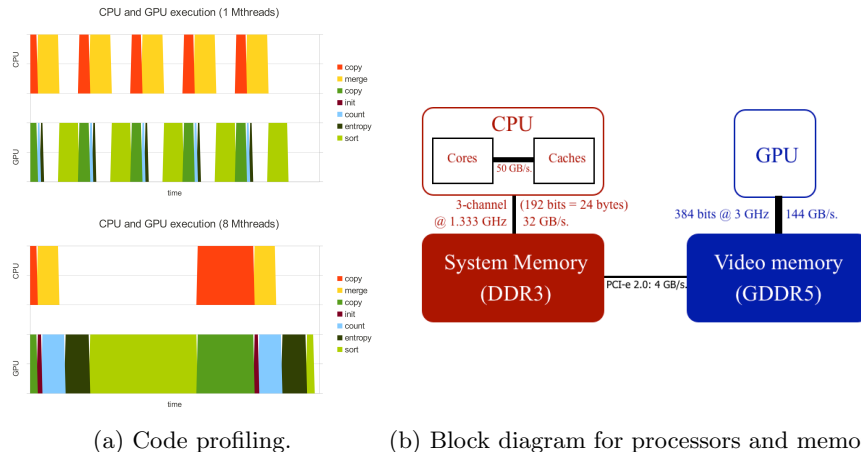 CPU and GPU execution (1 Mthreads)
CPU
GPU
copy
merge
copy
init
count
entropy
sort
time
CPU and GPU execution (8 Mthreads)
CPU
GPU
copy
merge
copy
init
count
entropy
sort
time
(a) Code profiling.
CPU
Cores
50 GB/s.
Caches
3-channel (192 bits = 24 bytes)
@ 1.333 GHz 32 GB/s.
System Memory
(DDR3)
PCI-e 2.0: 4 GB/s.
GPU
384 bits @ 3 GHz 144 GB/s.
Video memory
(GDDR5)
(b) Block diagram for processors and memo